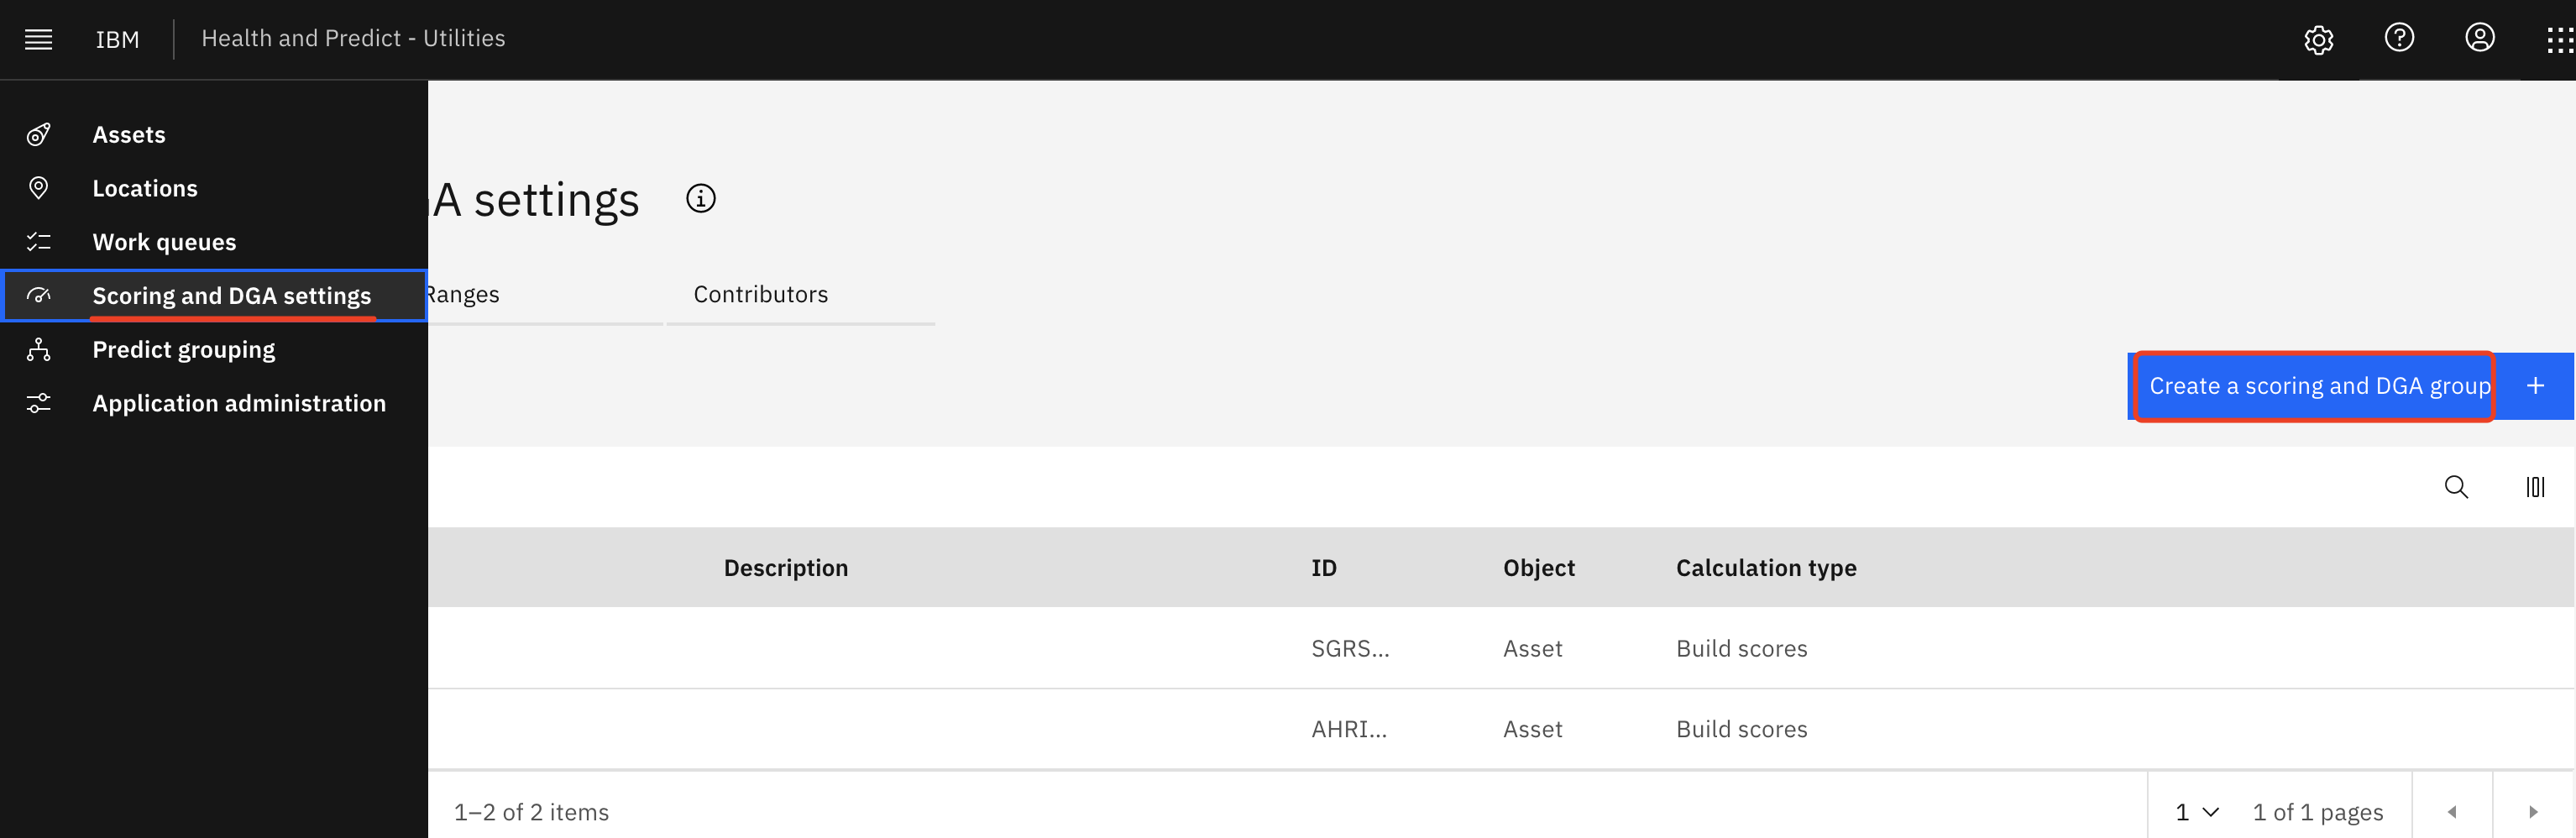 IBM Health and Predict - Utilities
Assets
Locations
Work queues
Scoring and DGA settings
Predict grouping
Application administration
A settings
Ranges Contributors
Create a scoring and DGA group +
Description ID Object Calculation type
SGRS... Asset Build scores
AHRI... Asset Build scores
1–2 of 2 items 1 1 of 1 pages